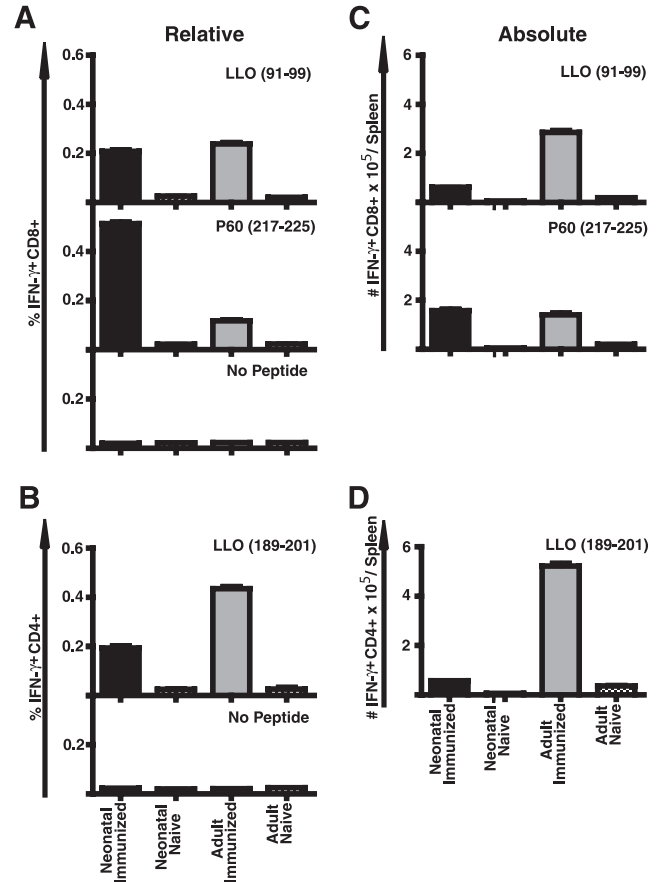 A
Relative
% IFN-γ+CD8+
0.6
0.4
0.2
LLO (91-99)
0.4
0.2
P60 (217-225)
0.2
No Peptide
C
Absolute
# IFN-γ+CD8+ x 10⁵/ Spleen
6
4
2
LLO (91-99)
4
2
P60 (217-225)
B
% IFN-γ+CD4+
0.6
0.4
0.2
LLO (189-201)
0.2
No Peptide
Neonatal
Immunized
Neonatal
Naive
Adult
Immunized
Adult
Naive
D
# IFN-γ+CD4+ x 10⁵/ Spleen
6
4
2
LLO (189-201)
Neonatal
Immunized
Neonatal
Naive
Adult
Immunized
Adult
Naive